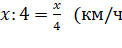 x:4 = x/4 (км/ч